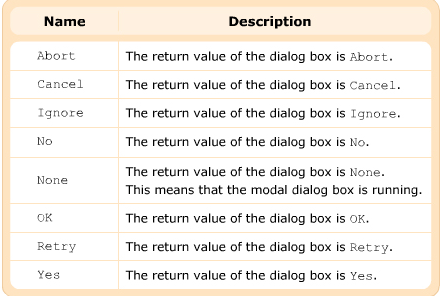 Name Description
Abort The return value of the dialog box is Abort.
Cancel The return value of the dialog box is Cancel.
Ignore The return value of the dialog box is Ignore.
No The return value of the dialog box is No.
None The return value of the dialog box is None.
This means that the modal dialog box is running.
OK The return value of the dialog box is OK.
Retry The return value of the dialog box is Retry.
Yes The return value of the dialog box is Yes.